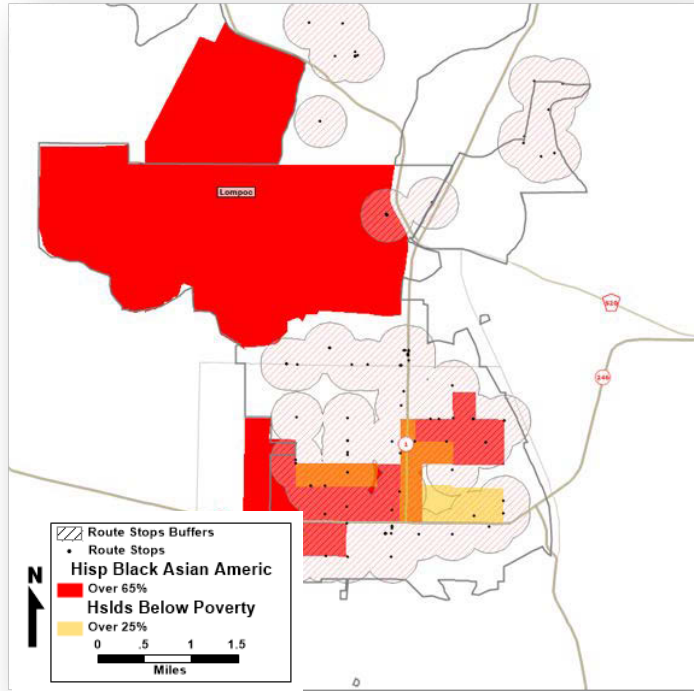 Lompoc
246
1
Route Stops Buffers
Route Stops
Hisp Black Asian Americ
Over 65%
Hslds Below Poverty
Over 25%
N
0 .5 1 1.5
Miles